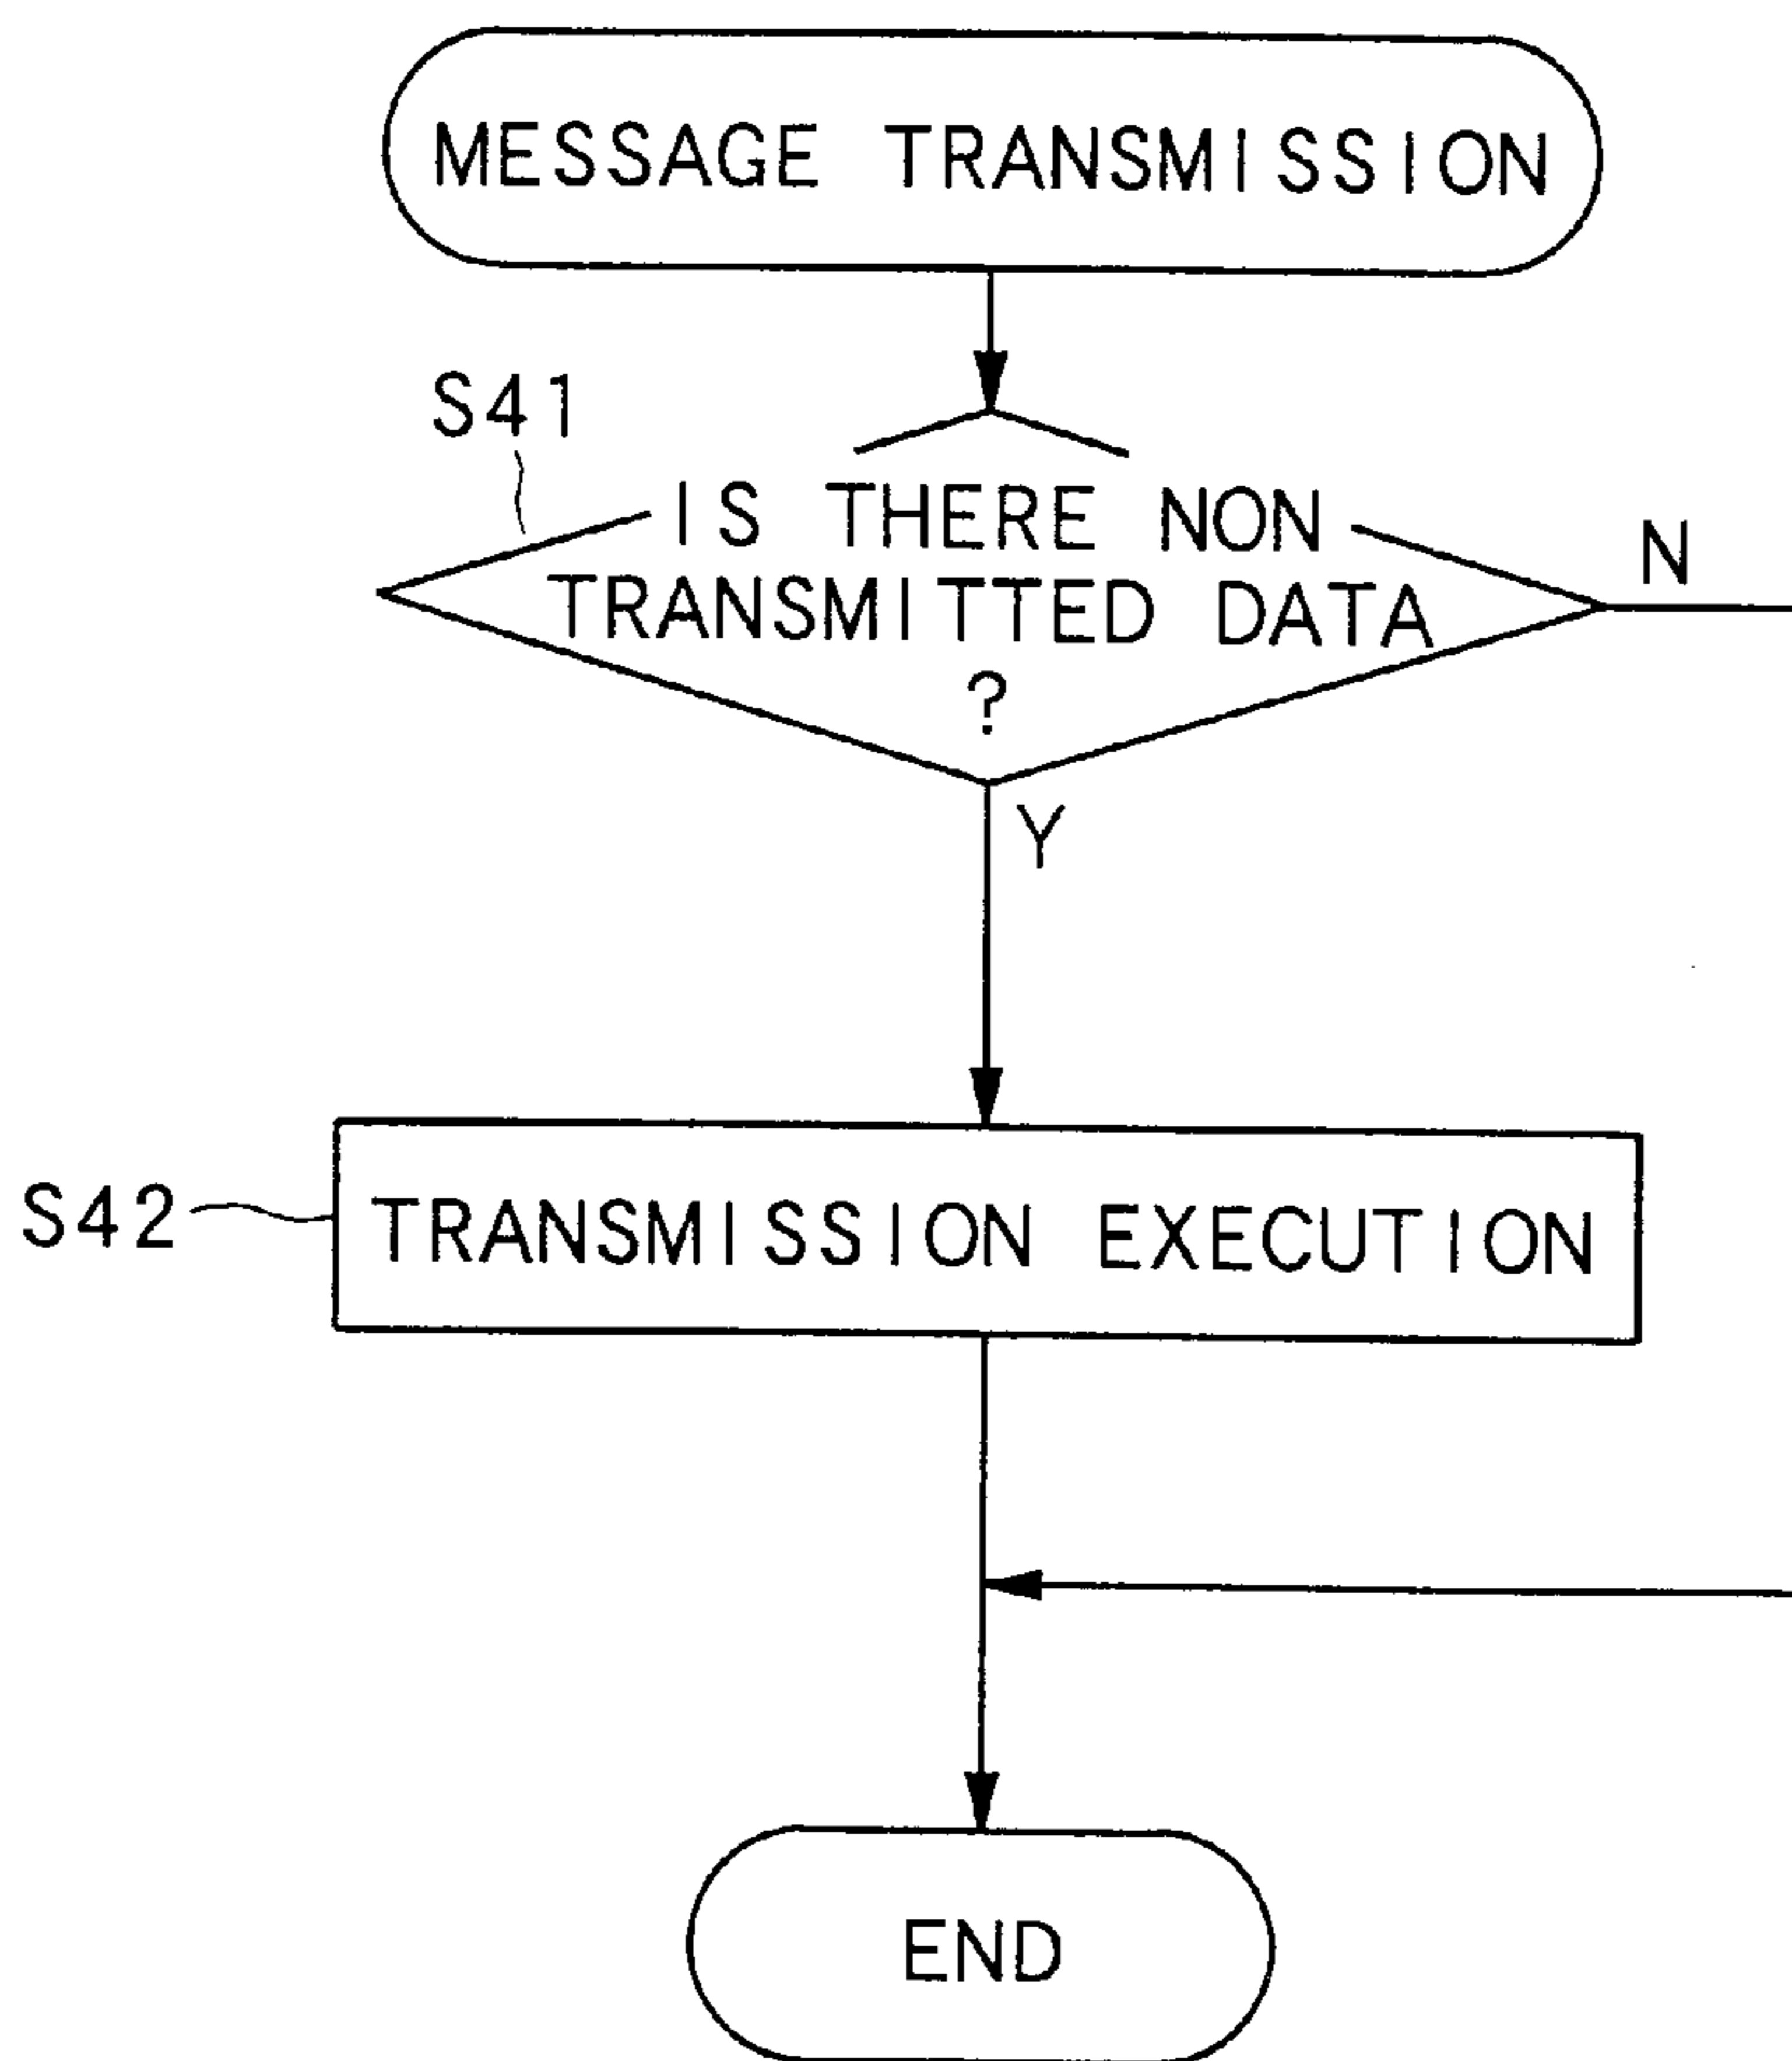 MESSAGE TRANSMISSION
S41
IS THERE NON
TRANSMITTED DATA
?
N
Y
S42
TRANSMISSION EXECUTION
END